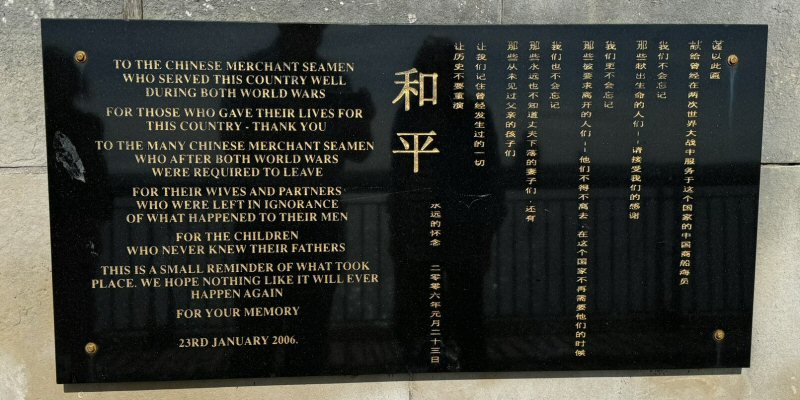 TO THE CHINESE MERCHANT SEAMEN
WHO SERVED THIS COUNTRY WELL
DURING BOTH WORLD WARS
FOR THOSE WHO GAVE THEIR LIVES FOR
THIS COUNTRY - THANK YOU
TO THE MANY CHINESE MERCHANT SEAMEN
WHO AFTER BOTH WORLD WARS
WERE REQUIRED TO LEAVE
FOR THEIR WIVES AND PARTNERS
WHO WERE LEFT IN IGNORANCE
OF WHAT HAPPENED TO THEIR MEN
FOR THE CHILDREN
WHO NEVER KNEW THEIR FATHERS
THIS IS A SMALL REMINDER OF WHAT TOOK
PLACE. WE HOPE NOTHING LIKE IT WILL EVER
HAPPEN AGAIN
FOR YOUR MEMORY
23RD JANUARY 2006.
谨以此匾
献给曾经在两次世界大战中服务于这个国家的中国商船海员
我们不会忘记
那些献出生命的人们——请接受我们的感谢
我们更不会忘记
那些被要求离开的人们——他们不得不离去，在这个国家不再需要他们的时候
我们也不会忘记
那些永远也不知道丈夫下落的妻子们，还有
那些从未见过父亲的孩子们
让我们记住曾经发生过的一切
让历史不要重演
和平
永远的怀念 二零零六年元月二十三日